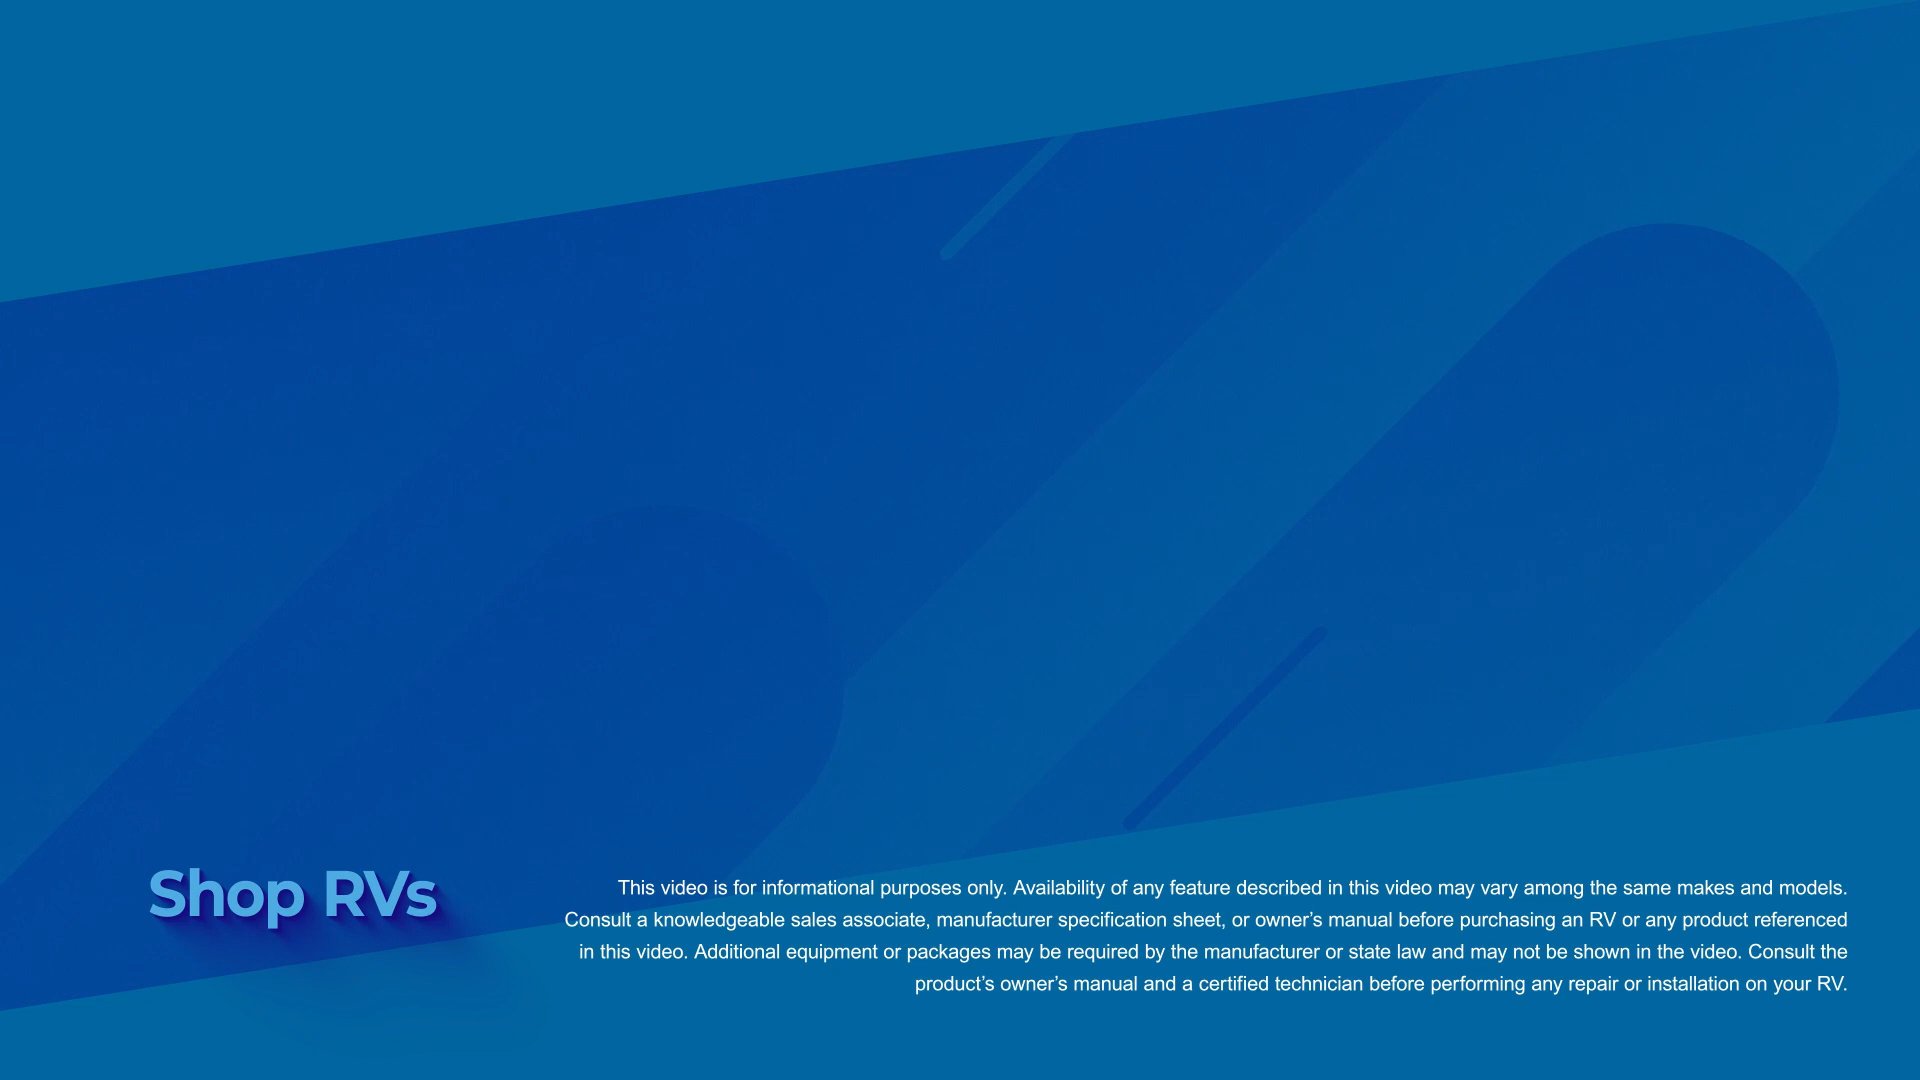 Shop RVs
This video is for informational purposes only. Availability of any feature described in this video may vary among the same makes and models.
Consult a knowledgeable sales associate, manufacturer specification sheet, or owner’s manual before purchasing an RV or any product referenced
in this video. Additional equipment or packages may be required by the manufacturer or state law and may not be shown in the video. Consult the
product’s owner’s manual and a certified technician before performing any repair or installation on your RV.